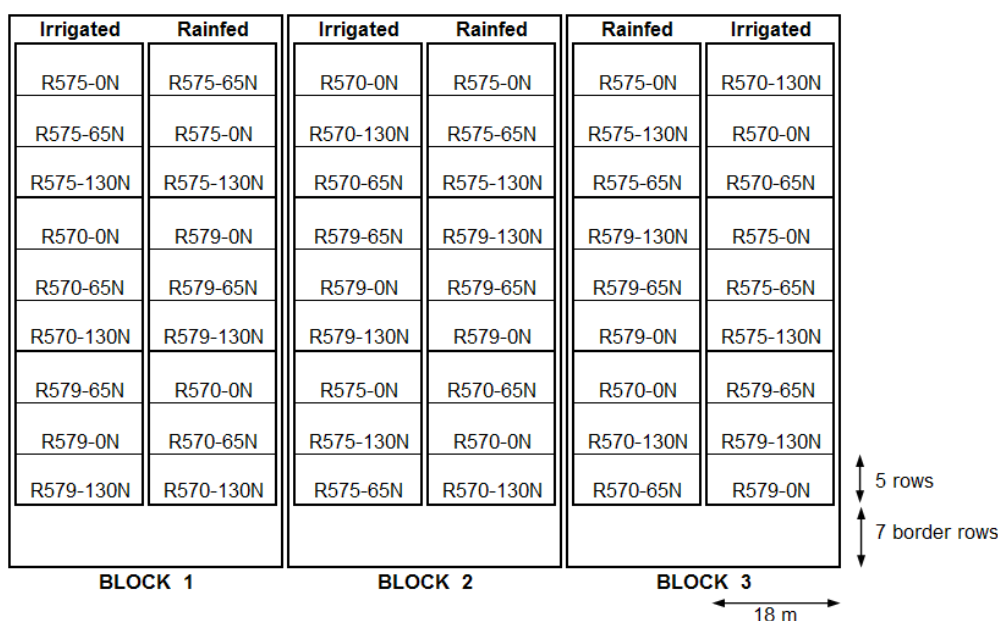 Irrigated Rainfed Irrigated Rainfed Rainfed Irrigated
R575-0N R575-65N R570-0N R575-0N R575-0N R570-130N
R575-65N R575-0N R570-130N R575-65N R575-130N R570-0N
R575-130N R575-130N R570-65N R575-130N R575-65N R570-65N
R570-0N R579-0N R579-65N R579-130N R579-130N R575-0N
R570-65N R579-65N R579-0N R579-65N R579-65N R575-65N
R570-130N R579-130N R579-130N R579-0N R579-0N R575-130N
R579-65N R570-0N R575-0N R570-65N R570-0N R579-65N
R579-0N R570-65N R575-130N R570-0N R570-130N R579-130N
R579-130N R570-130N R575-65N R570-130N R570-65N R579-0N
5 rows
7 border rows
BLOCK 1 BLOCK 2 BLOCK 3
18 m